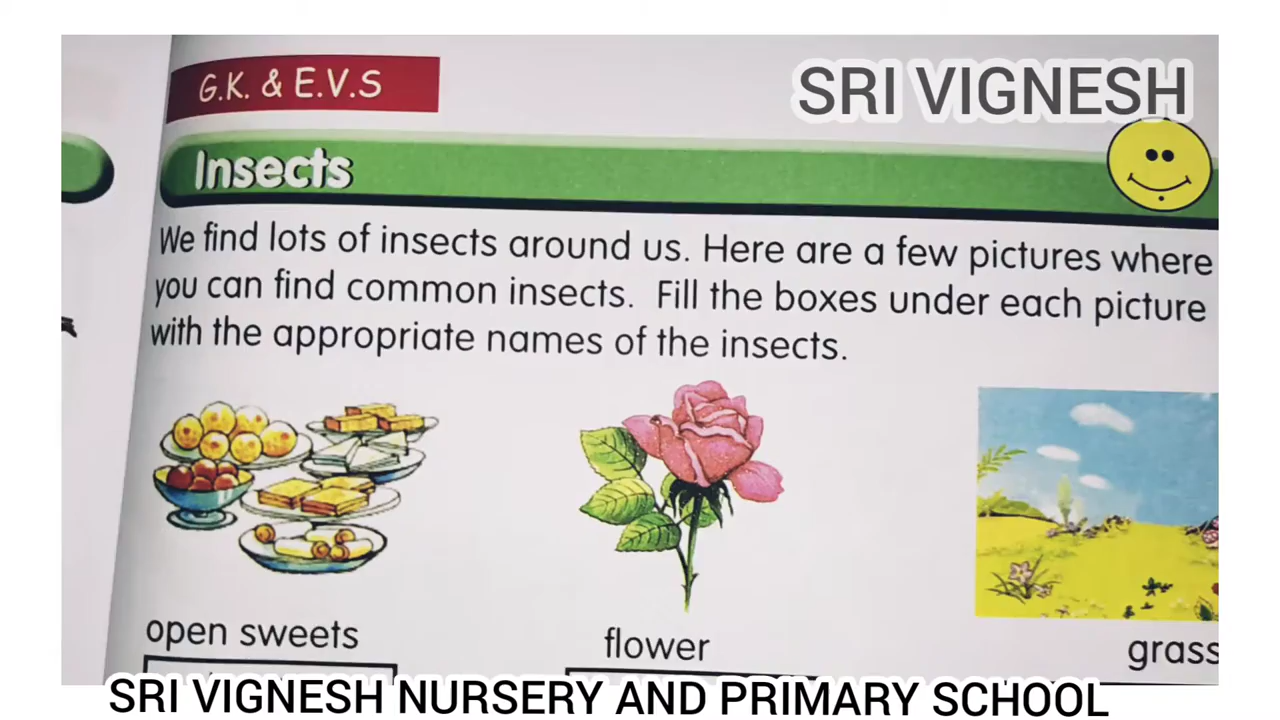 G.K. & E.V.S
SRI VIGNESH
Insects
We find lots of insects around us. Here are a few pictures where
you can find common insects. Fill the boxes under each picture
with the appropriate names of the insects.
open sweets
flower
grass
SRI VIGNESH NURSERY AND PRIMARY SCHOOL